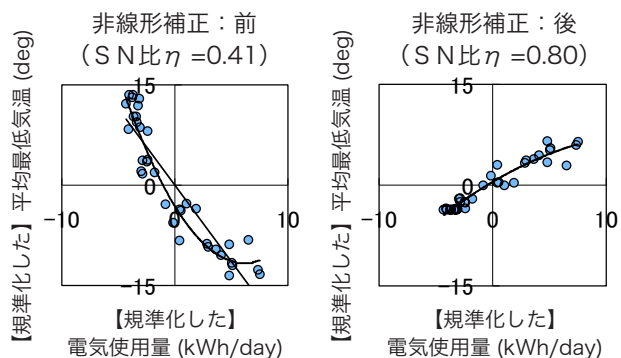 非線形補正：前
（ＳＮ比η =0.41）
【規準化した】平均最低気温 (deg)
15
0
-15
-10
0
10
【規準化した】
電気使用量 (kWh/day)
非線形補正：後
（ＳＮ比η =0.80）
【規準化した】平均最低気温 (deg)
15
0
-15
-10
0
10
【規準化した】
電気使用量 (kWh/day)